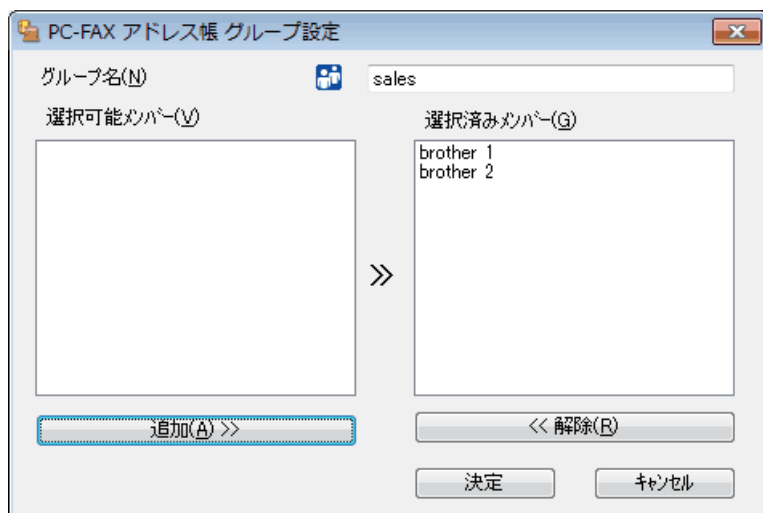 PC-FAX アドレス帳 グループ設定
グループ名(N)
sales
選択可能メンバー(V)
選択済みメンバー(G)
brother 1
brother 2
>>
追加(A) >>
<< 解除(R)
決定
キャンセル